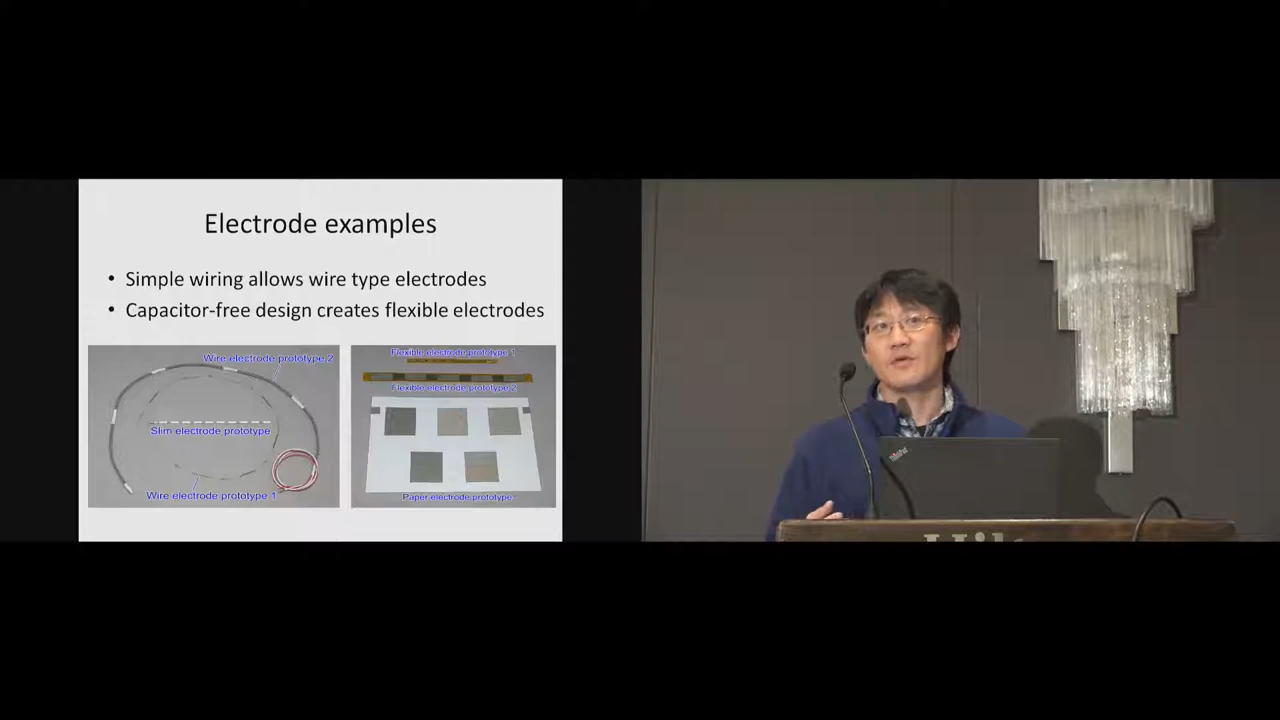 Electrode examples
• Simple wiring allows wire type electrodes
• Capacitor-free design creates flexible electrodes
Wire electrode prototype 2
Slim electrode prototype
Wire electrode prototype 1
Flexible electrode prototype 1
Flexible electrode prototype 2
Paper electrode prototype
ThinkPad